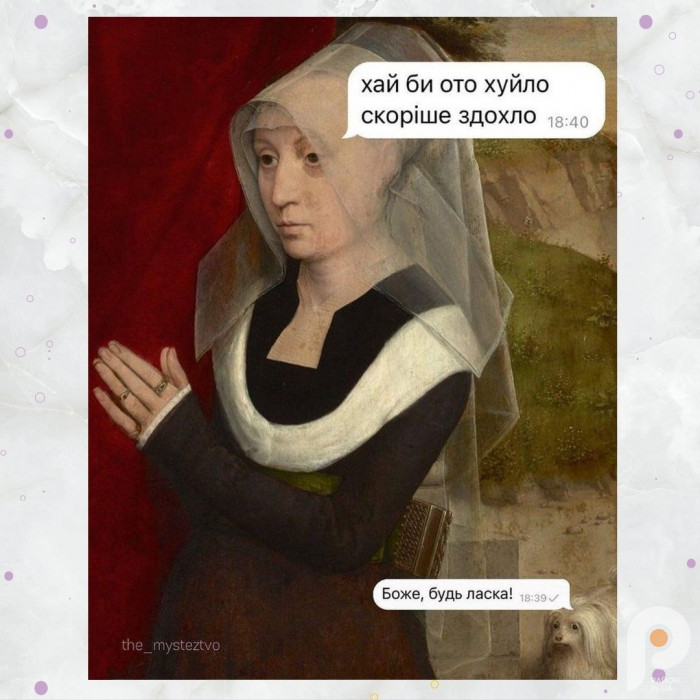 хай би ото хуйло
скоріше здохло 18:40
Боже, будь ласка! 18:39
the_mysteztvo